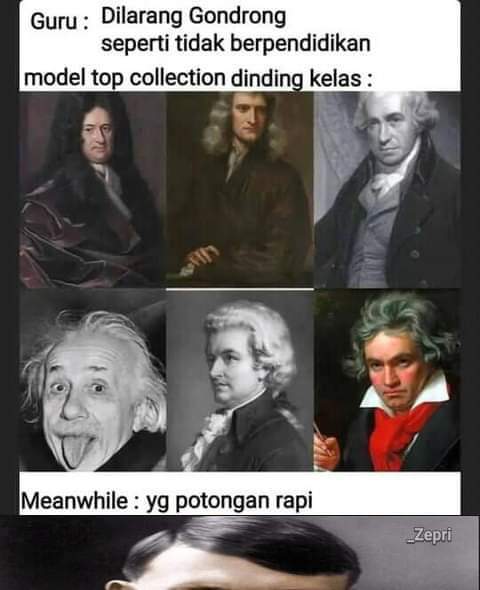 Guru : Dilarang Gondrong
seperti tidak berpendidikan
model top collection dinding kelas :
Meanwhile : yg potongan rapi
_Zepri